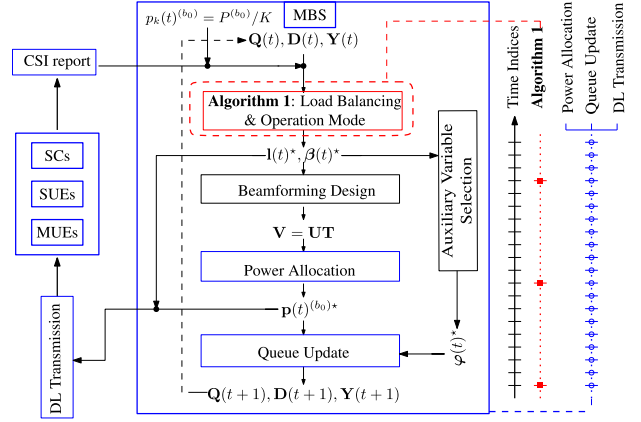 p_k(t)^{(b_0)} = P^{(b_0)}/K
MBS
Q(t), D(t), Y(t)
CSI report
Algorithm 1: Load Balancing
& Operation Mode
l(t)*, β(t)*
SCs
SUEs
MUEs
Beamforming Design
Auxiliary Variable
Selection
V = UT
Power Allocation
p(t)^{(b_0)*}
DL Transmission
Queue Update
φ(t)*
Q(t+1), D(t+1), Y(t+1)
Time Indices
Algorithm 1
Power Allocation
Queue Update
DL Transmission